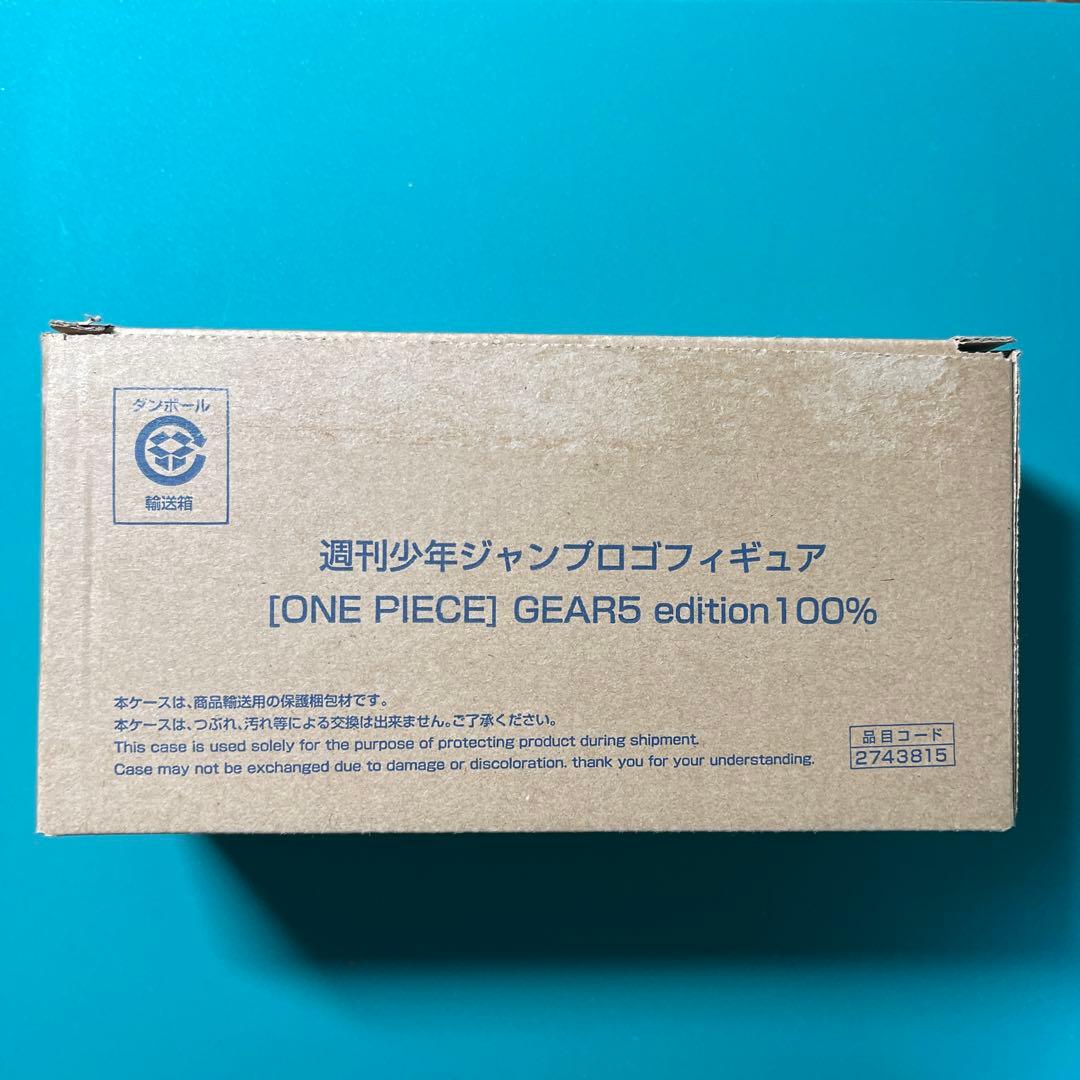 ダンボール
輸送箱
週刊少年ジャンプロゴフィギュア
[ONE PIECE] GEAR5 edition100%
本ケースは、商品輸送用の保護梱包材です。
本ケースは、つぶれ、汚れ等による交換は出来ません。ご了承ください。
This case is used solely for the purpose of protecting product during shipment.
Case may not be exchanged due to damage or discoloration. thank you for your understanding.
品目コード
2743815